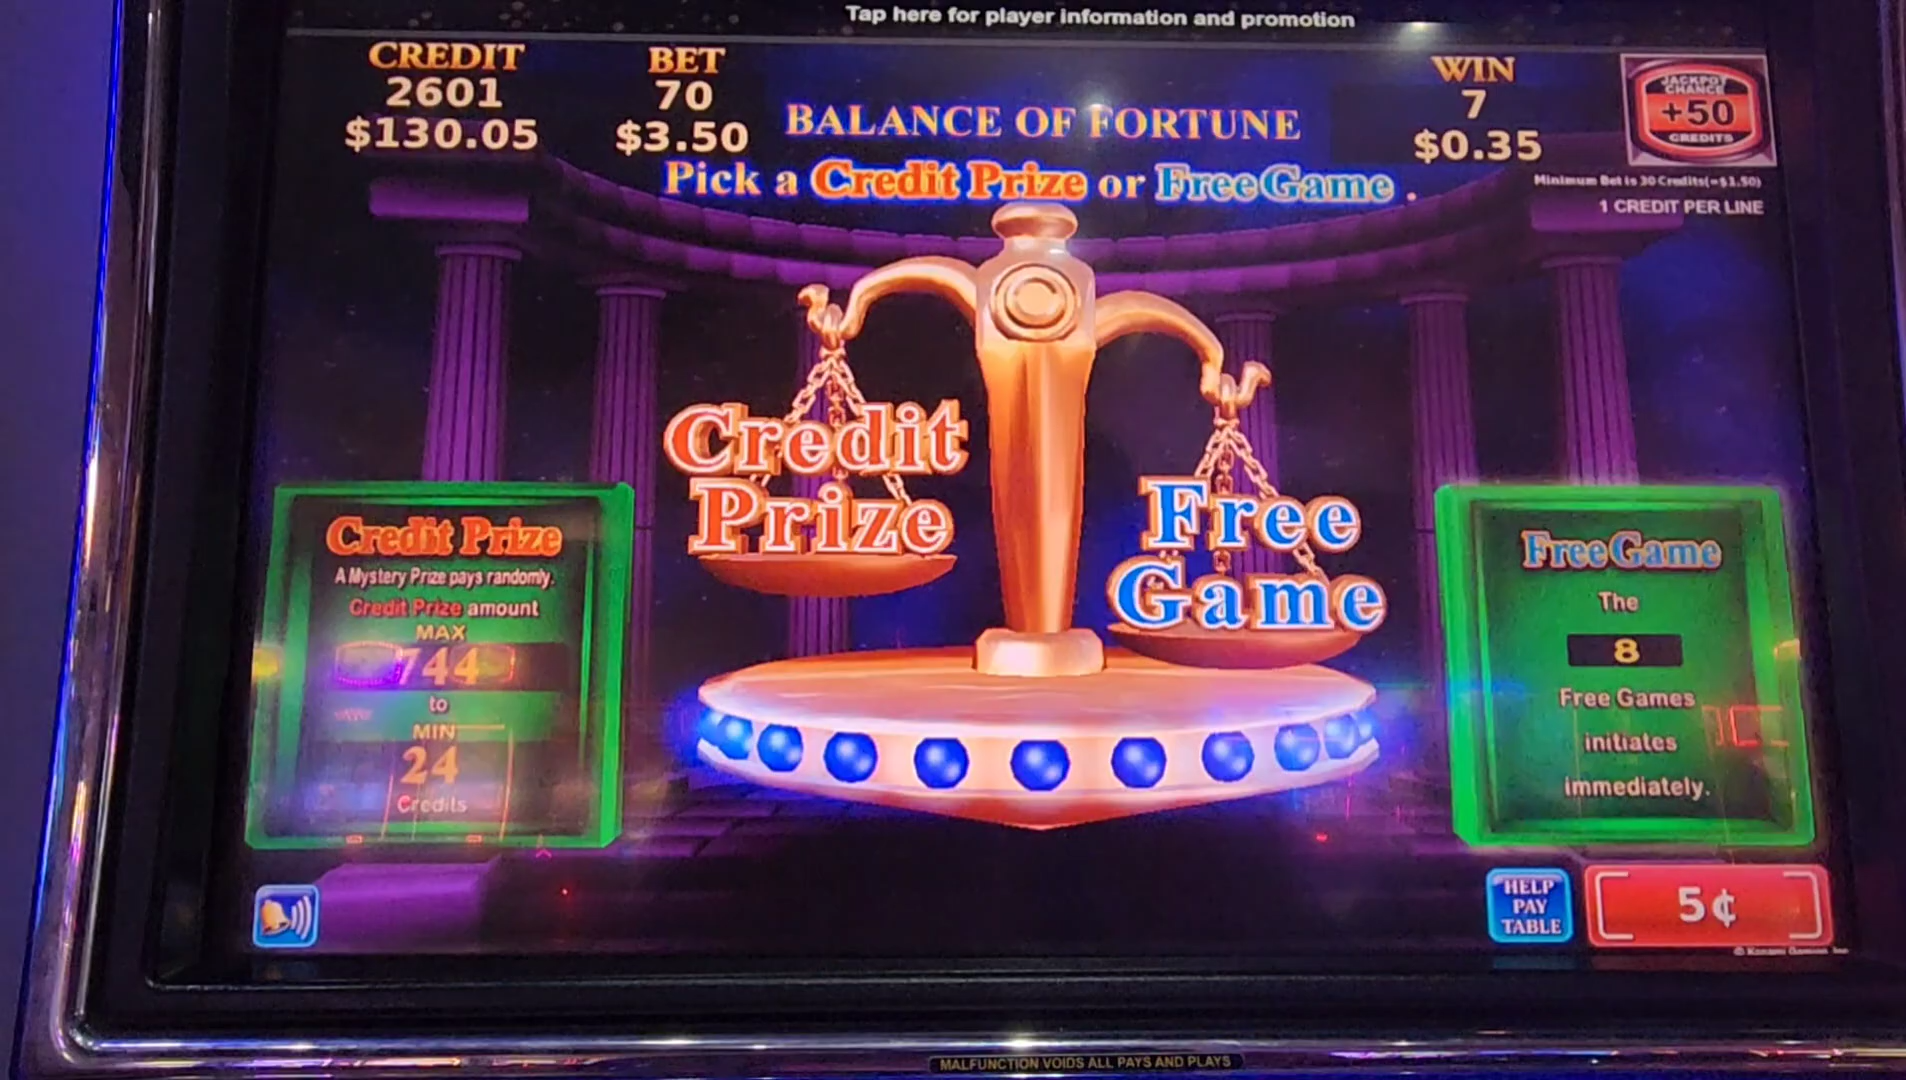 Tap here for player information and promotion
CREDIT
2601
$130.05
BET
70
$3.50
WIN
7
$0.35
JACKPOT
CHANCE
+50
CREDITS
BALANCE OF FORTUNE
Pick a Credit Prize or Free Game .
Minimum Bet is 30 Credits(=$1.50)
1 CREDIT PER LINE
Credit
Prize
Free
Game
Credit Prize
A Mystery Prize pays randomly.
Credit Prize amount
MAX
744
to
MIN
24
Credits
Free Game
The
8
Free Games
initiates
immediately.
HELP
PAY
TABLE
5¢
© Konami Gaming, Inc.
MALFUNCTION VOIDS ALL PAYS AND PLAYS